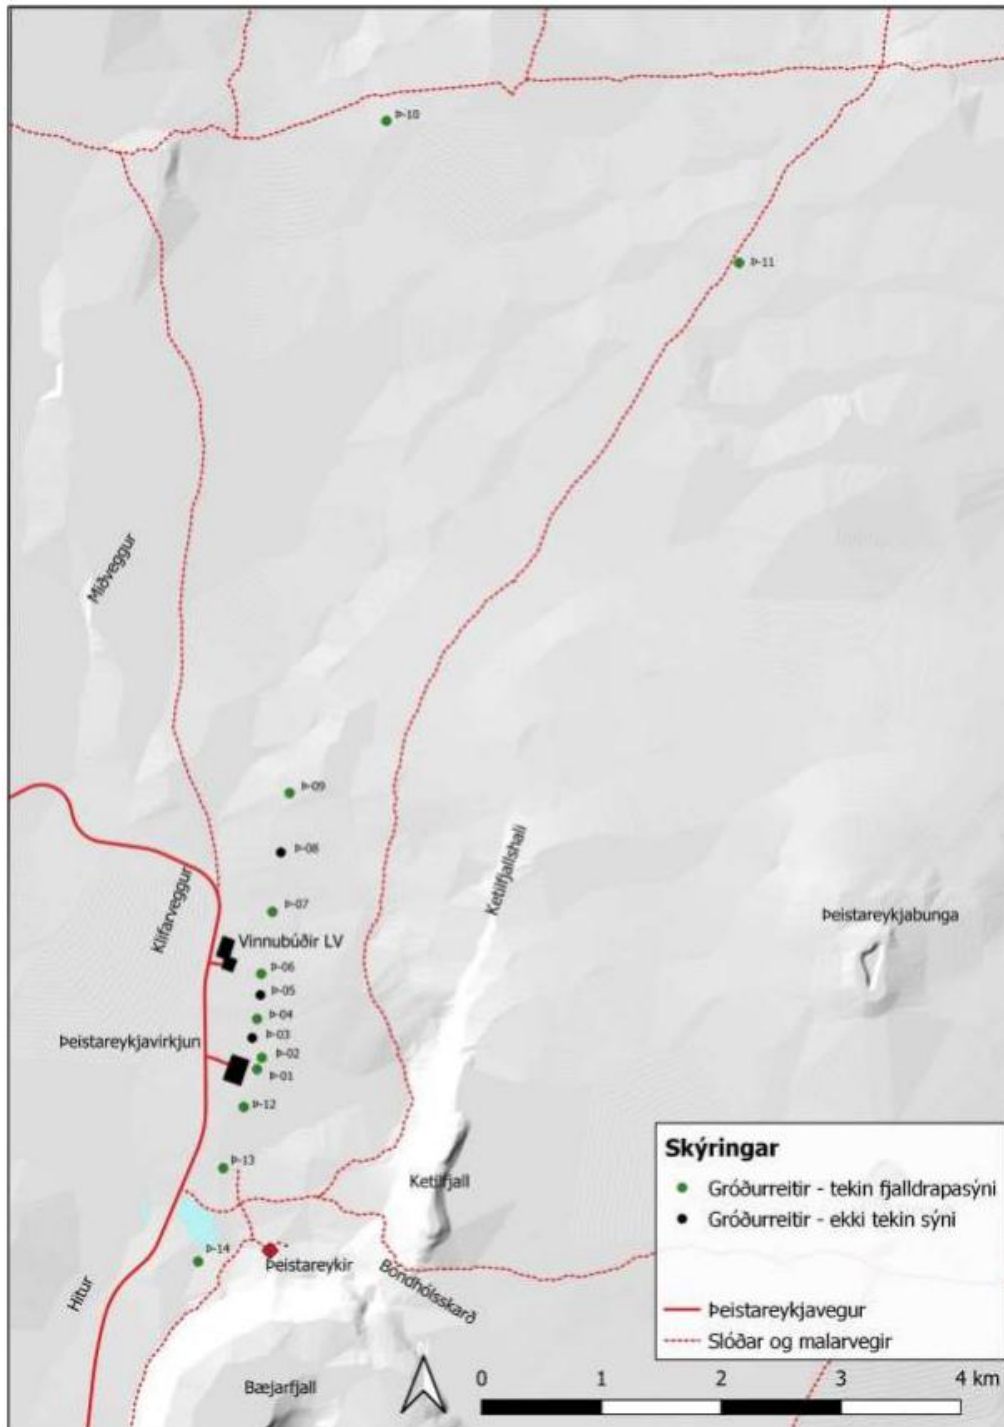 Þ-10
Þ-11
Miðveggur
Þ-09
Þ-08
Ketilfjallshali
Klifarveggur
Þ-07
Þeistareykjabunga
Vinnubúðir LV
Þ-06
Þ-05
Þ-04
Þeistareykjavirkjun
Þ-03
Þ-02
Þ-01
Þ-12
Þ-13
Ketilfjall
Þ-14
Þeistareykir
Bóndhólsskarð
Hitur
Bæjarfjall
Skýringar
Gróðurreitir - tekin fjalldrapasýni
Gróðurreitir - ekki tekin sýni
Þeistareykjavegur
Slóðar og malarvegir
0 1 2 3 4 km